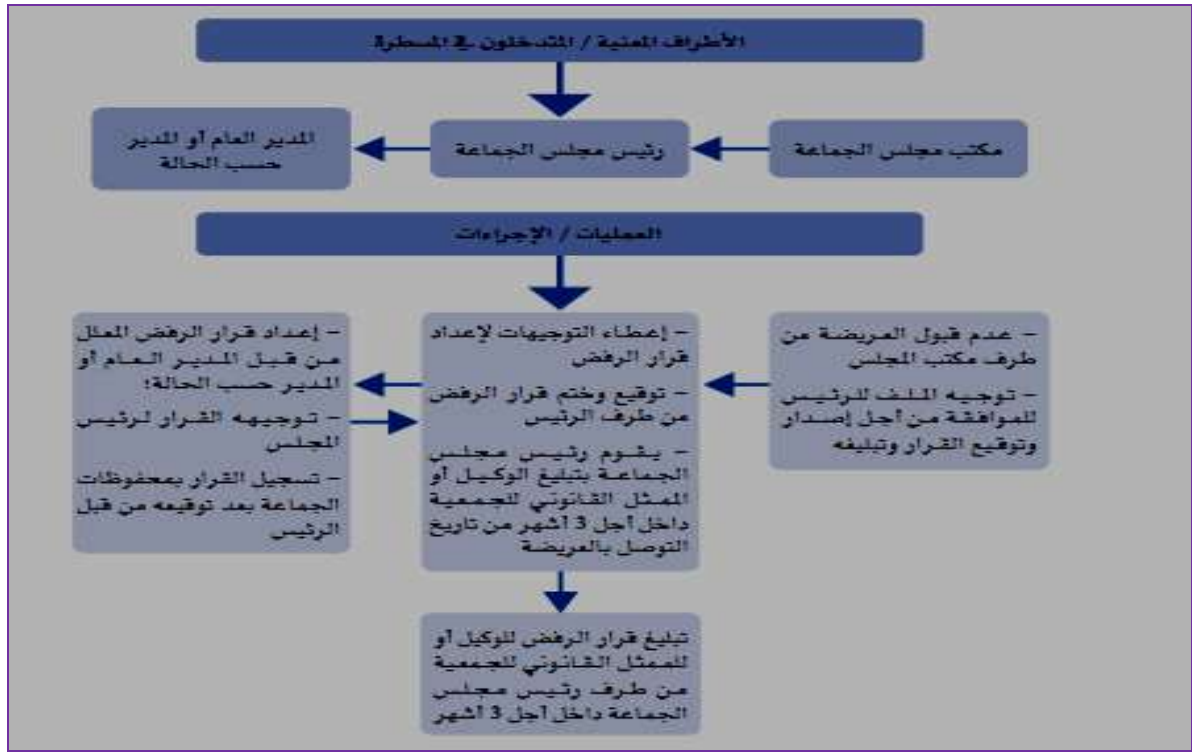 الأطراف المعنية / المتدخلون في المسطرة
مكتب مجلس الجماعة
رئيس مجلس الجماعة
المدير العام أو المدير
حسب الحالة
العمليات / الإجراءات
– عدم قبول العريضة من
طرف مكتب المجلس
– توجيه الملف للرئيس
للموافقة من أجل إصدار
وتوقيع القرار وتبليغه
– إعطاء التوجيهات لإعداد
قرار الرفض
– توقيع وختم قرار الرفض
من طرف الرئيس
– يقوم رئيس مجلس
الجماعة بتبليغ الوكيل أو
الممثل القانوني للجمعية
داخل أجل 3 أشهر من تاريخ
التوصل بالعريضة
– إعداد قرار الرفض المعلل
من قبل المدير العام أو
المدير حسب الحالة؛
– توجيهه القرار لرئيس
المجلس
– تسجيل القرار بمحفوظات
الجماعة بعد توقيعه من قبل
الرئيس
تبليغ قرار الرفض للوكيل أو
للممثل القانوني للجمعية
من طرف رئيس مجلس
الجماعة داخل أجل 3 أشهر